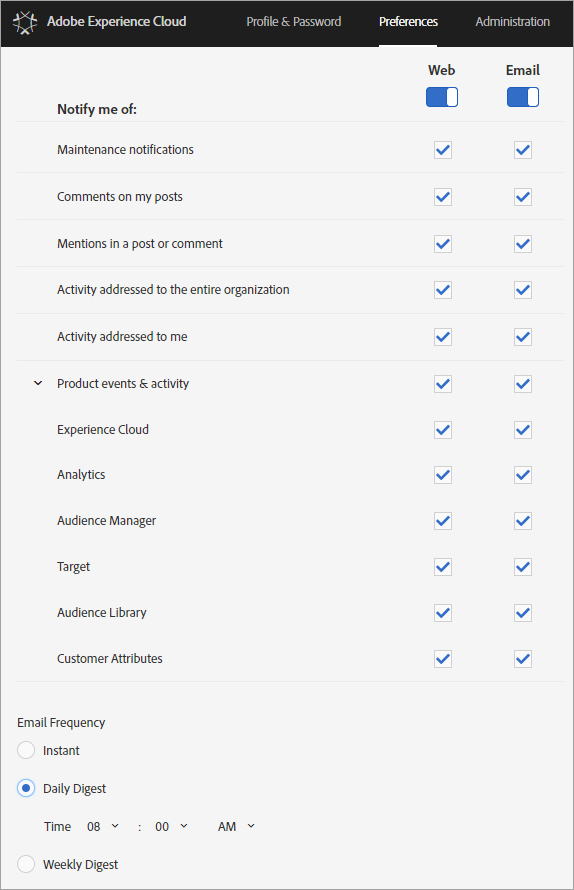 Adobe Experience Cloud Profile & Password Preferences Administration
Web Email
Notify me of:
Maintenance notifications
Comments on my posts
Mentions in a post or comment
Activity addressed to the entire organization
Activity addressed to me
Product events & activity
Experience Cloud
Analytics
Audience Manager
Target
Audience Library
Customer Attributes
Email Frequency
Instant
Daily Digest
Time 08 : 00 AM
Weekly Digest